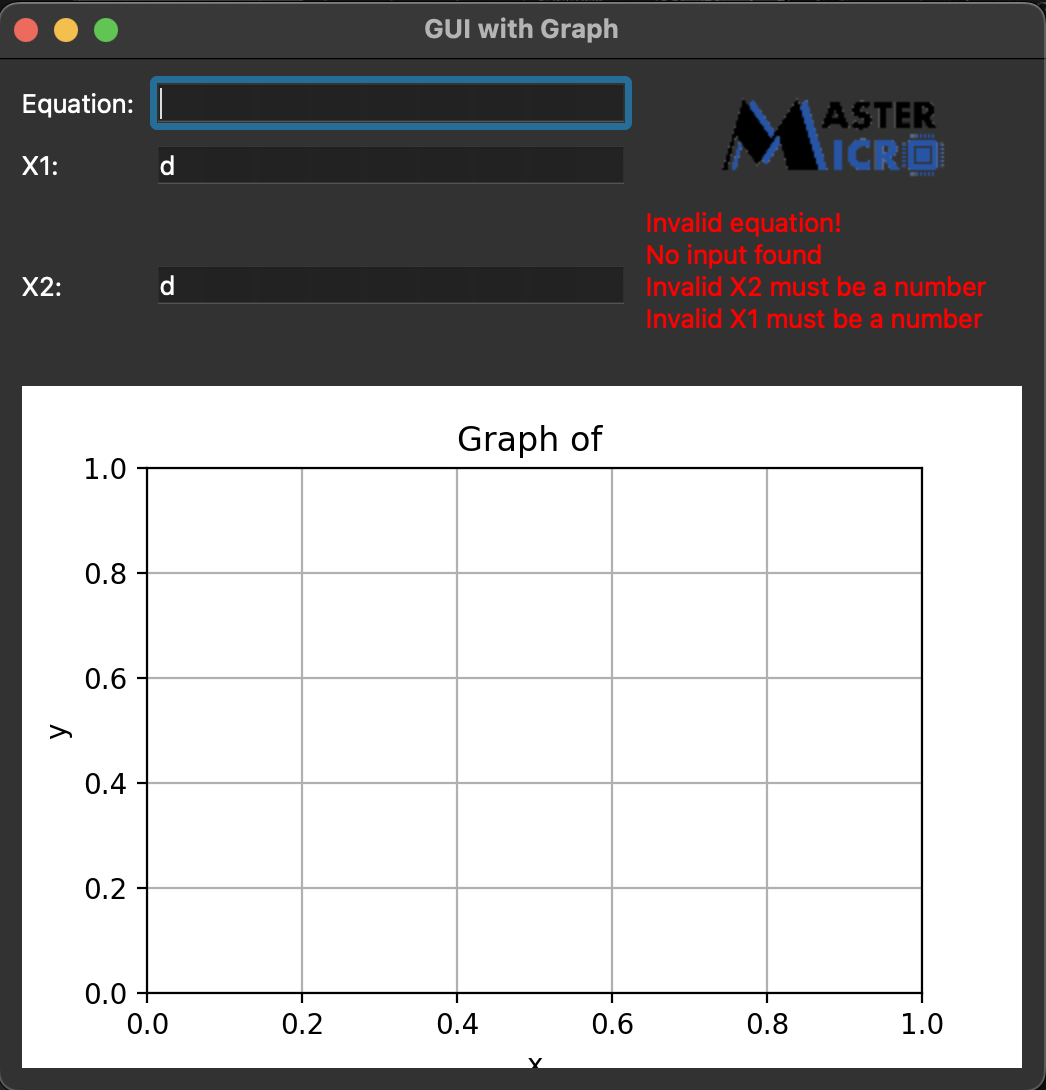 GUI with Graph
Equation:
MASTER
MICRO
X1:
d
Invalid equation!
No input found
Invalid X2 must be a number
Invalid X1 must be a number
X2:
d
Graph of
1.0
0.8
0.6
0.4
0.2
0.0
y
0.0 0.2 0.4 0.6 0.8 1.0
x